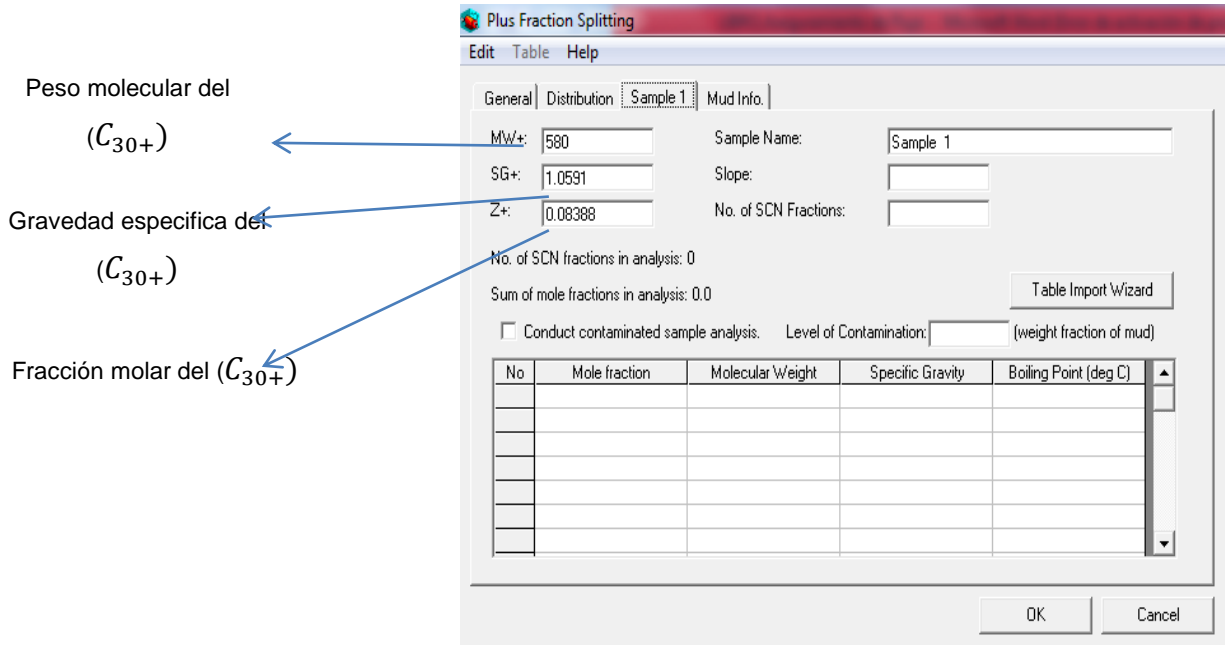 Peso molecular del
(C30+)
Gravedad especifica del
(C30+)
Fracción molar del (C30+)
Plus Fraction Splitting
Edit Table Help
General Distribution Sample 1 Mud Info.
MW+: 580 Sample Name: Sample 1
SG+: 1.0591 Slope:
Z+: 0.08388 No. of SCN Fractions:
No. of SCN fractions in analysis: 0
Sum of mole fractions in analysis: 0.0 Table Import Wizard
Conduct contaminated sample analysis. Level of Contamination: (weight fraction of mud)
No Mole fraction Molecular Weight Specific Gravity Boiling Point (deg C)
OK Cancel